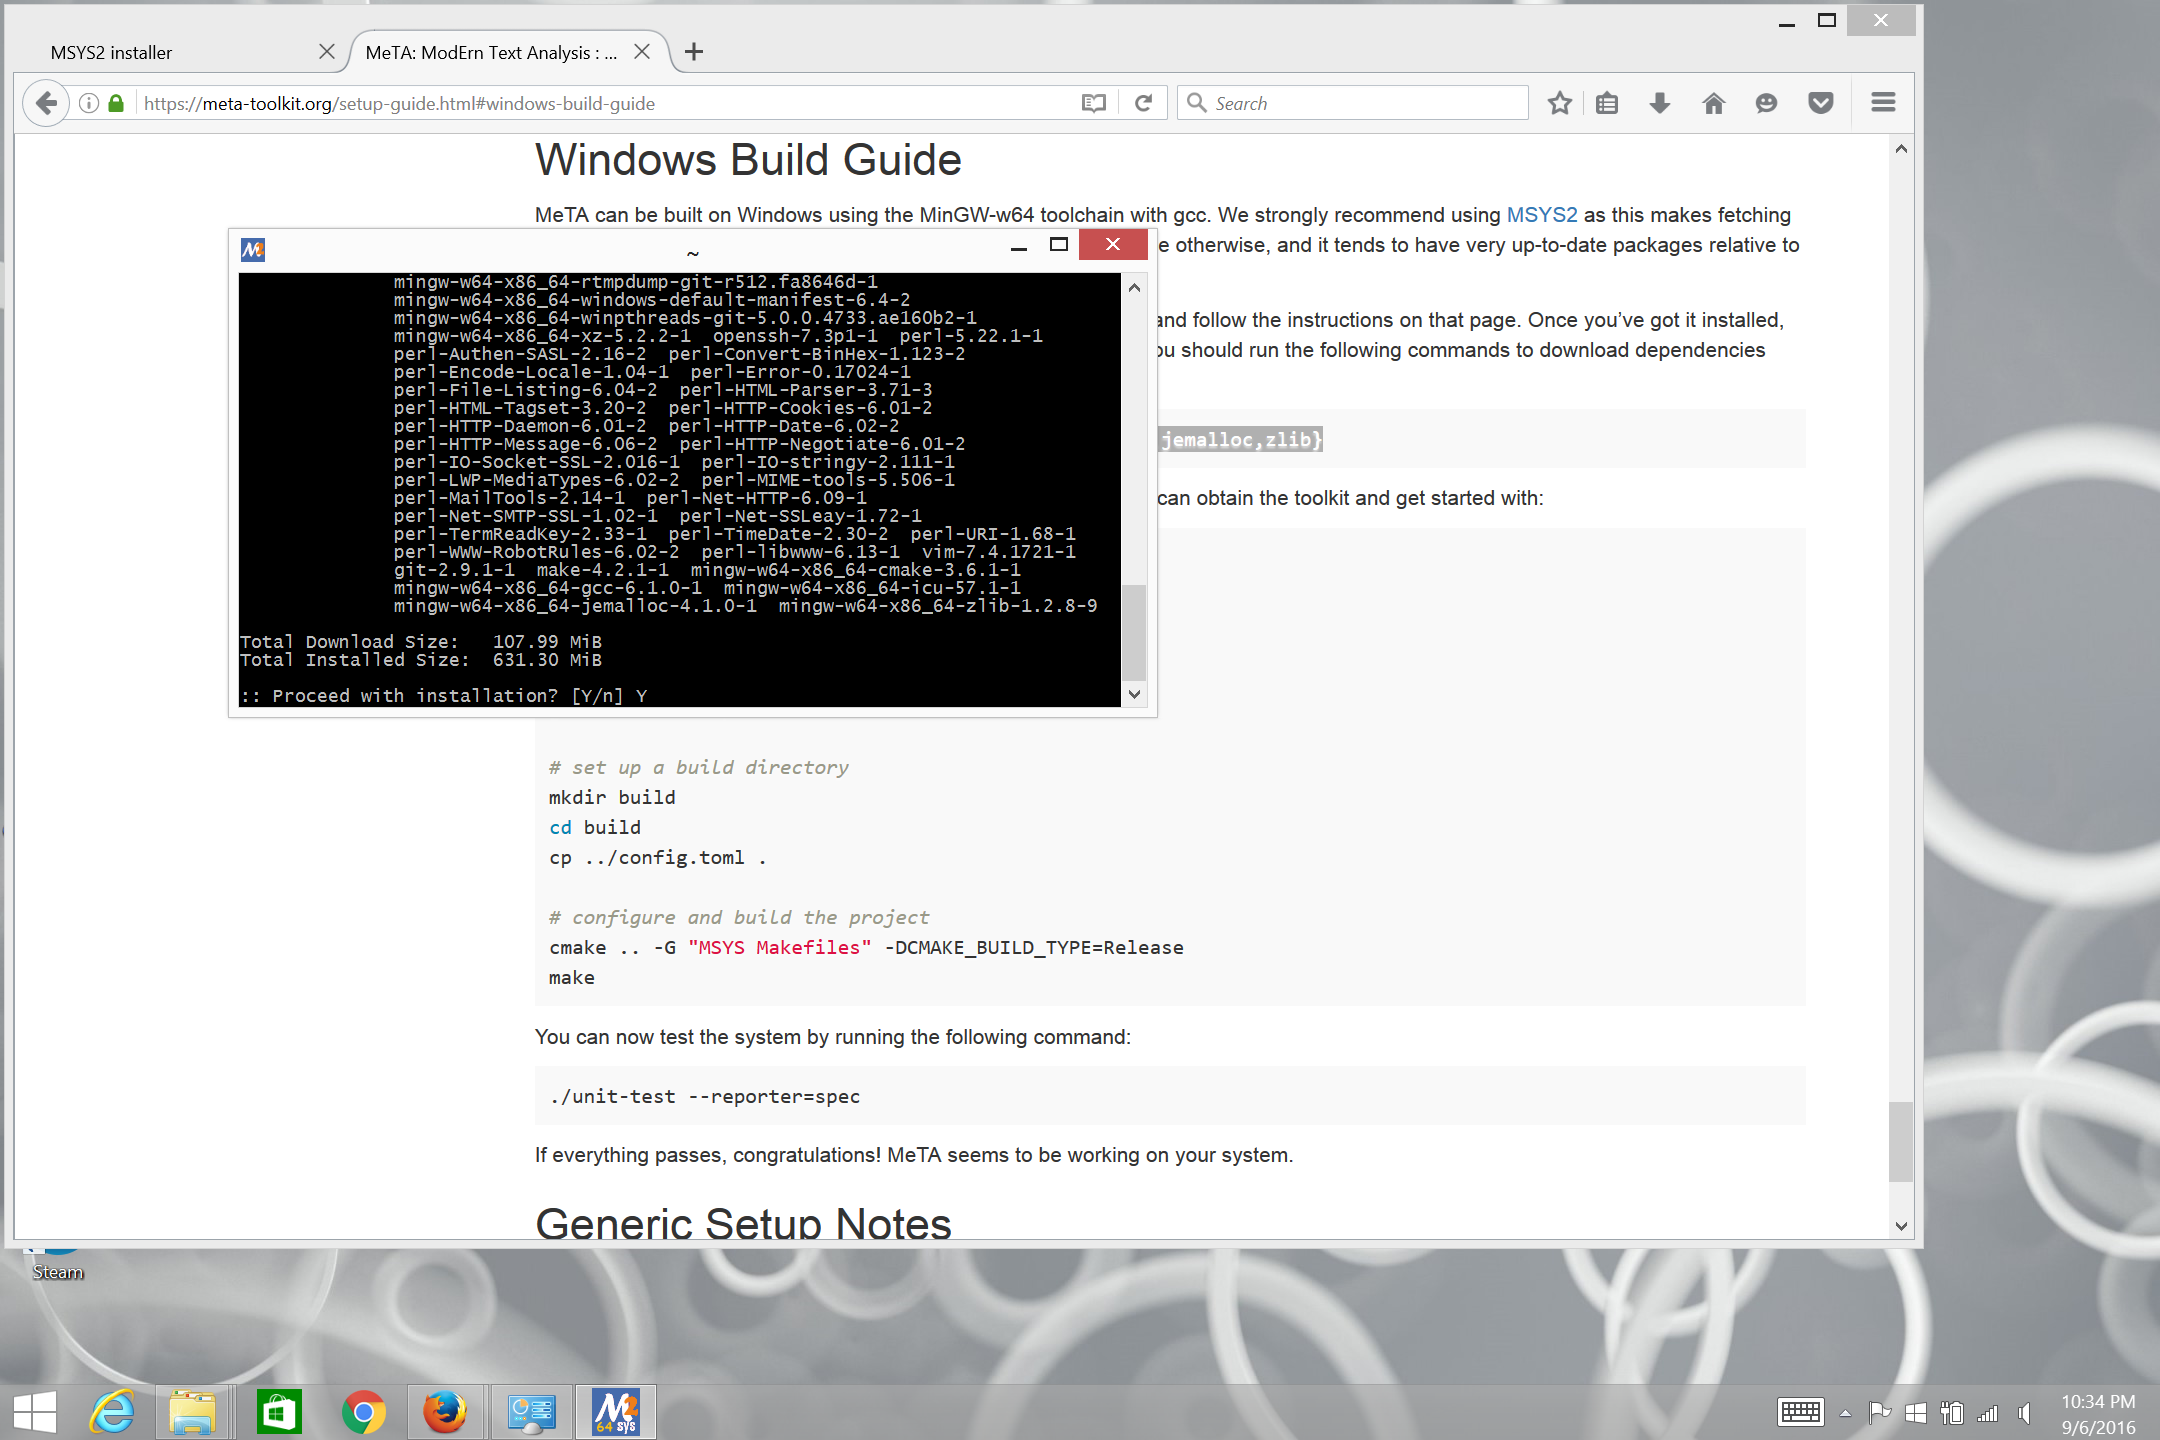 MSYS2 installer
MeTA: ModErn Text Analysis : ...
https://meta-toolkit.org/setup-guide.html#windows-build-guide
Search
Windows Build Guide
MeTA can be built on Windows using the MinGW-w64 toolchain with gcc. We strongly recommend using MSYS2 as this makes fetching
e otherwise, and it tends to have very up-to-date packages relative to
and follow the instructions on that page. Once you’ve got it installed,
ou should run the following commands to download dependencies
jemalloc,zlib}
can obtain the toolkit and get started with:
~
mingw-w64-x86_64-rtmpdump-git-r512.fa8646d-1
mingw-w64-x86_64-windows-default-manifest-6.4-2
mingw-w64-x86_64-winpthreads-git-5.0.0.4733.ae160b2-1
mingw-w64-x86_64-xz-5.2.2-1 openssh-7.3p1-1 perl-5.22.1-1
perl-Authen-SASL-2.16-2 perl-Convert-BinHex-1.123-2
perl-Encode-Locale-1.04-1 perl-Error-0.17024-1
perl-File-Listing-6.04-2 perl-HTML-Parser-3.71-3
perl-HTML-Tagset-3.20-2 perl-HTTP-Cookies-6.01-2
perl-HTTP-Daemon-6.01-2 perl-HTTP-Date-6.02-2
perl-HTTP-Message-6.06-2 perl-HTTP-Negotiate-6.01-2
perl-IO-Socket-SSL-2.016-1 perl-IO-stringy-2.111-1
perl-LWP-MediaTypes-6.02-2 perl-MIME-tools-5.506-1
perl-MailTools-2.14-1 perl-Net-HTTP-6.09-1
perl-Net-SMTP-SSL-1.02-1 perl-Net-SSLeay-1.72-1
perl-TermReadKey-2.33-1 perl-TimeDate-2.30-2 perl-URI-1.68-1
perl-WWW-RobotRules-6.02-2 perl-libwww-6.13-1 vim-7.4.1721-1
git-2.9.1-1 make-4.2.1-1 mingw-w64-x86_64-cmake-3.6.1-1
mingw-w64-x86_64-gcc-6.1.0-1 mingw-w64-x86_64-icu-57.1-1
mingw-w64-x86_64-jemalloc-4.1.0-1 mingw-w64-x86_64-zlib-1.2.8-9
Total Download Size: 107.99 MiB
Total Installed Size: 631.30 MiB
:: Proceed with installation? [Y/n] Y
# set up a build directory
mkdir build
cd build
cp ../config.toml .
# configure and build the project
cmake .. -G "MSYS Makefiles" -DCMAKE_BUILD_TYPE=Release
make
You can now test the system by running the following command:
./unit-test --reporter=spec
If everything passes, congratulations! MeTA seems to be working on your system.
Generic Setup Notes
Steam
M2
64 sys
10:34 PM
9/6/2016